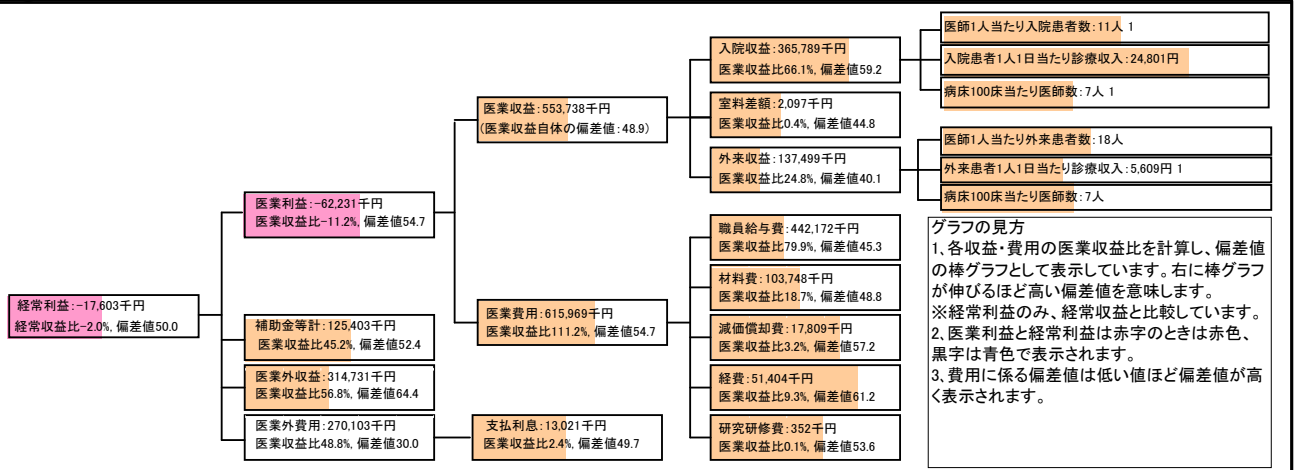 医師1人当たり入院患者数:11人 1
入院収益:365,789千円
医業収益比66.1%, 偏差値59.2
入院患者1人1日当たり診療収入:24,801円
病床100床当たり医師数:7人 1
医業収益:553,738千円
(医業収益自体の偏差値:48.9)
室料差額:2,097千円
医業収益比0.4%, 偏差値44.8
医師1人当たり外来患者数:18人
外来収益:137,499千円
医業収益比24.8%, 偏差値40.1
外来患者1人1日当たり診療収入:5,609円 1
病床100床当たり医師数:7人
医業利益:-62,231千円
医業収益比-11.2%, 偏差値54.7
職員給与費:442,172千円
医業収益比79.9%, 偏差値45.3
材料費:103,748千円
医業収益比18.7%, 偏差値48.8
経常利益:-17,603千円
経常収益比-2.0%, 偏差値50.0
医業費用:615,969千円
医業収益比111.2%, 偏差値54.7
減価償却費:17,809千円
医業収益比3.2%, 偏差値57.2
補助金等計:125,403千円
医業収益比45.2%, 偏差値52.4
医業外収益:314,731千円
医業収益比56.8%, 偏差値64.4
経費:51,404千円
医業収益比9.3%, 偏差値61.2
医業外費用:270,103千円
医業収益比48.8%, 偏差値30.0
支払利息:13,021千円
医業収益比2.4%, 偏差値49.7
研究研修費:352千円
医業収益比0.1%, 偏差値53.6
グラフの見方
1、各収益・費用の医業収益比を計算し、偏差値
の棒グラフとして表示しています。右に棒グラフ
が伸びるほど高い偏差値を意味します。
※経常利益のみ、経常収益と比較しています。
2、医業利益と経常利益は赤字のときは赤色、
黒字は青色で表示されます。
3、費用に係る偏差値は低い値ほど偏差値が高
く表示されます。